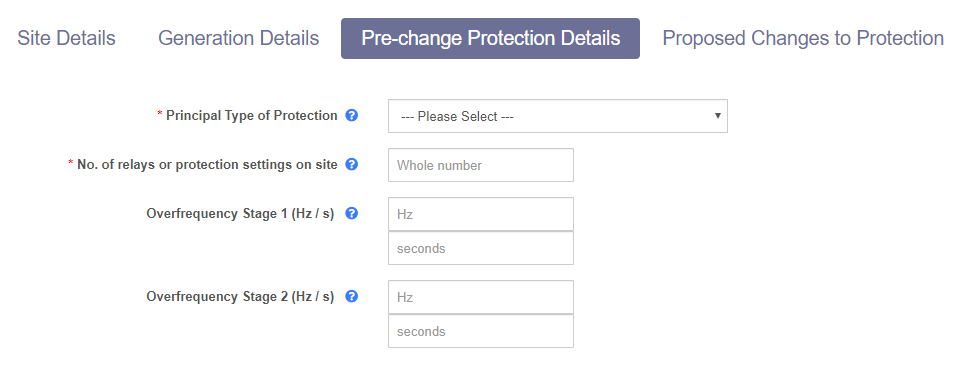 Site Details Generation Details Pre-change Protection Details Proposed Changes to Protection
* Principal Type of Protection ? --- Please Select ---
* No. of relays or protection settings on site ? Whole number
Overfrequency Stage 1 (Hz / s) ? Hz
seconds
Overfrequency Stage 2 (Hz / s) ? Hz
seconds